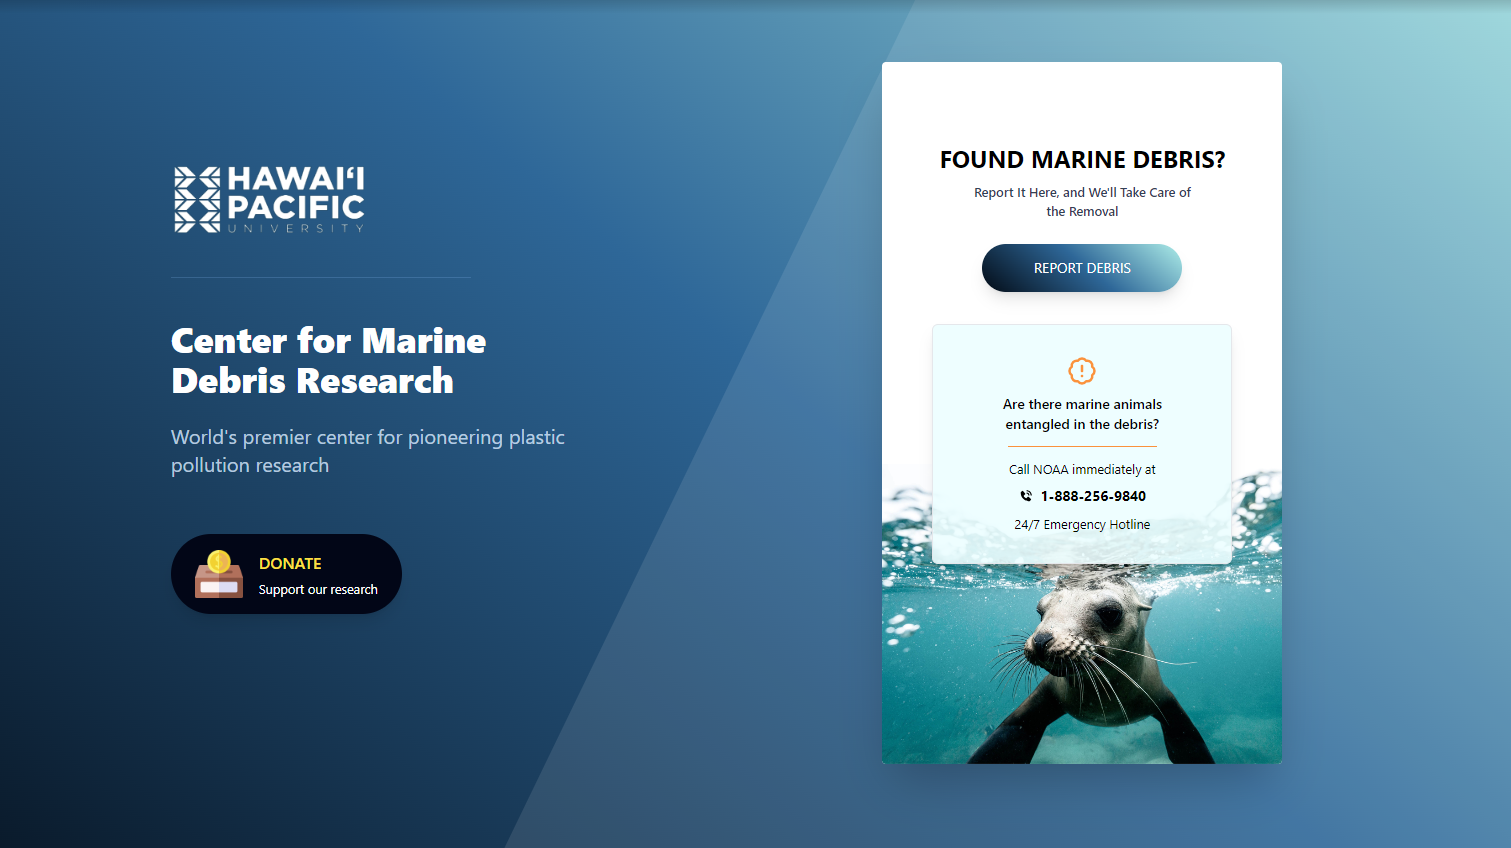 HAWAIʻI
PACIFIC
UNIVERSITY
Center for Marine
Debris Research
World's premier center for pioneering plastic
pollution research
DONATE
Support our research
FOUND MARINE DEBRIS?
Report It Here, and We'll Take Care of
the Removal
REPORT DEBRIS
Are there marine animals
entangled in the debris?
Call NOAA immediately at
1-888-256-9840
24/7 Emergency Hotline